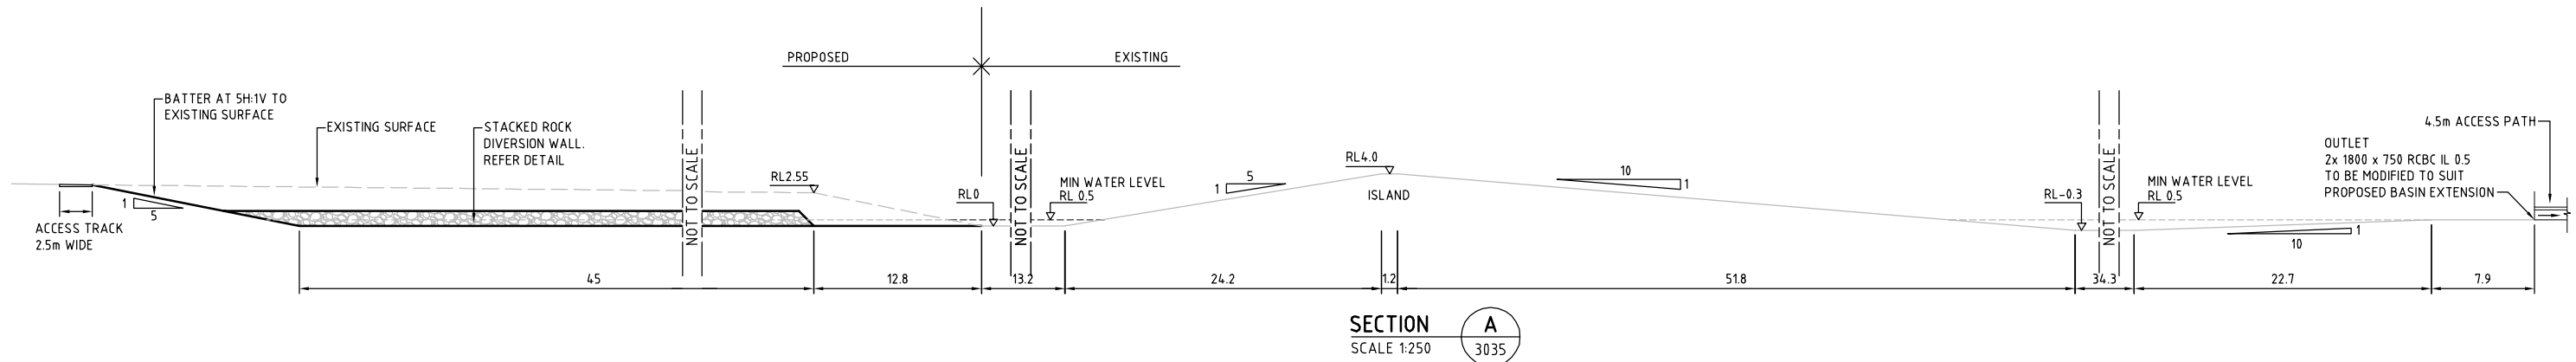 PROPOSED
EXISTING
BATTER AT 5H:1V TO
EXISTING SURFACE
EXISTING SURFACE
STACKED ROCK
DIVERSION WALL.
REFER DETAIL
NOT TO SCALE
RL2.55
RL0
NOT TO SCALE
MIN WATER LEVEL
RL 0.5
1
5
RL4.0
ISLAND
10
1
RL-0.3
NOT TO SCALE
MIN WATER LEVEL
RL 0.5
OUTLET
2x 1800 x 750 RCBC IL 0.5
TO BE MODIFIED TO SUIT
PROPOSED BASIN EXTENSION
4.5m ACCESS PATH
1
5
ACCESS TRACK
2.5m WIDE
10
1
45
12.8
13.2
24.2
1.2
51.8
34.3
22.7
7.9
SECTION
SCALE 1:250
A
3035